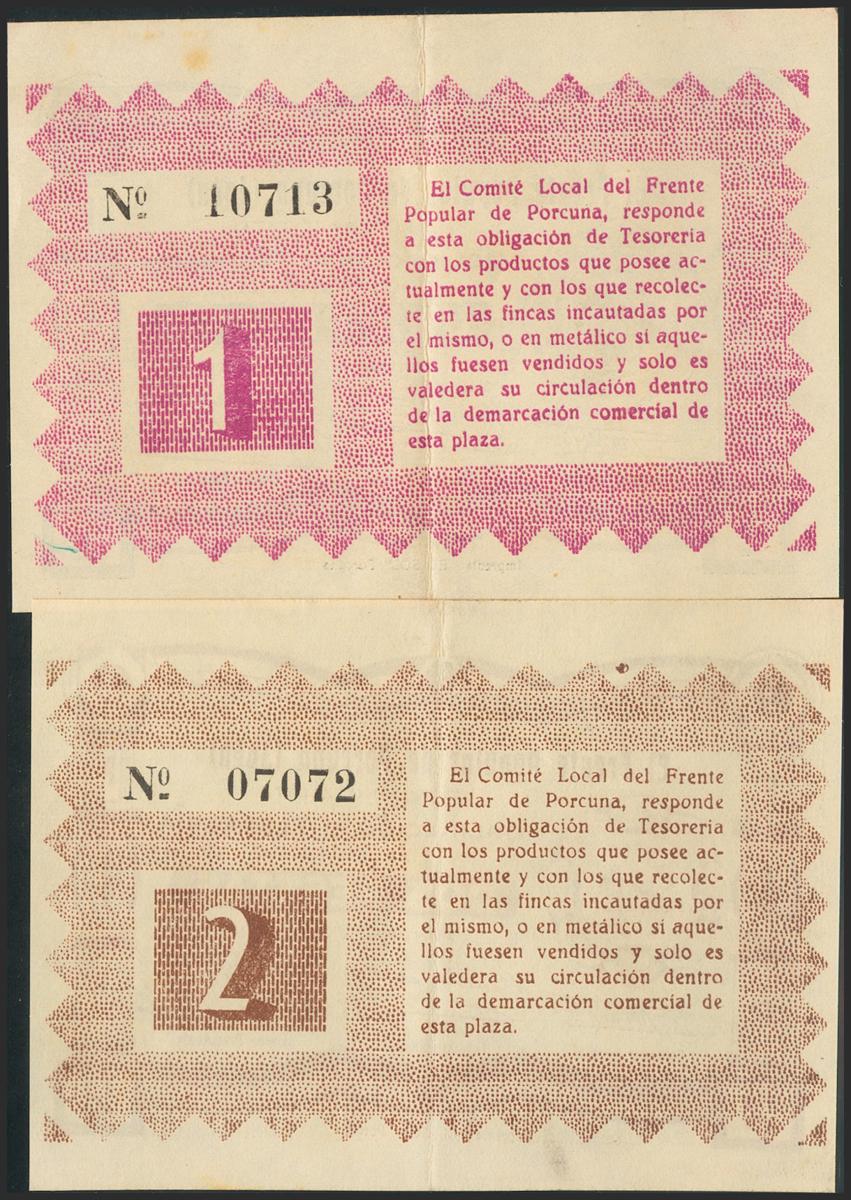 Nº 10713
1
El Comité Local del Frente
Popular de Porcuna, responde
a esta obligación de Tesoreria
con los productos que posee ac-
tualmente y con los que recolec-
te en las fincas incautadas por
el mismo, o en metálico si aque-
llos fuesen vendidos y solo es
valedera su circulación dentro
de la demarcación comercial de
esta plaza.
Nº 07072
2
El Comité Local del Frente
Popular de Porcuna, responde
a esta obligación de Tesoreria
con los productos que posee ac-
tualmente y con los que recolec-
te en las fincas incautadas por
el mismo, o en metálico si aque-
llos fuesen vendidos y solo es
valedera su circulación dentro
de la demarcación comercial de
esta plaza.